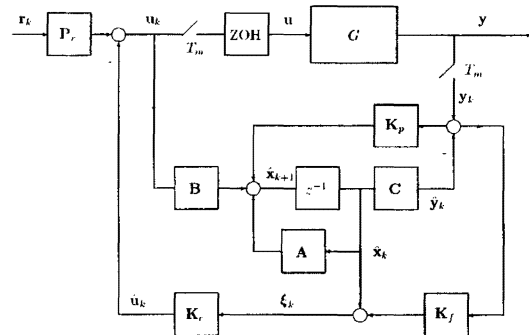 r_k
P_r
u_k
T_m
ZOH
u
G
y
T_m
y_k
K_p
B
x̂_{k+1}
z^{-1}
C
ŷ_k
A
x̂_k
û_k
K_r
ξ_k
K_f